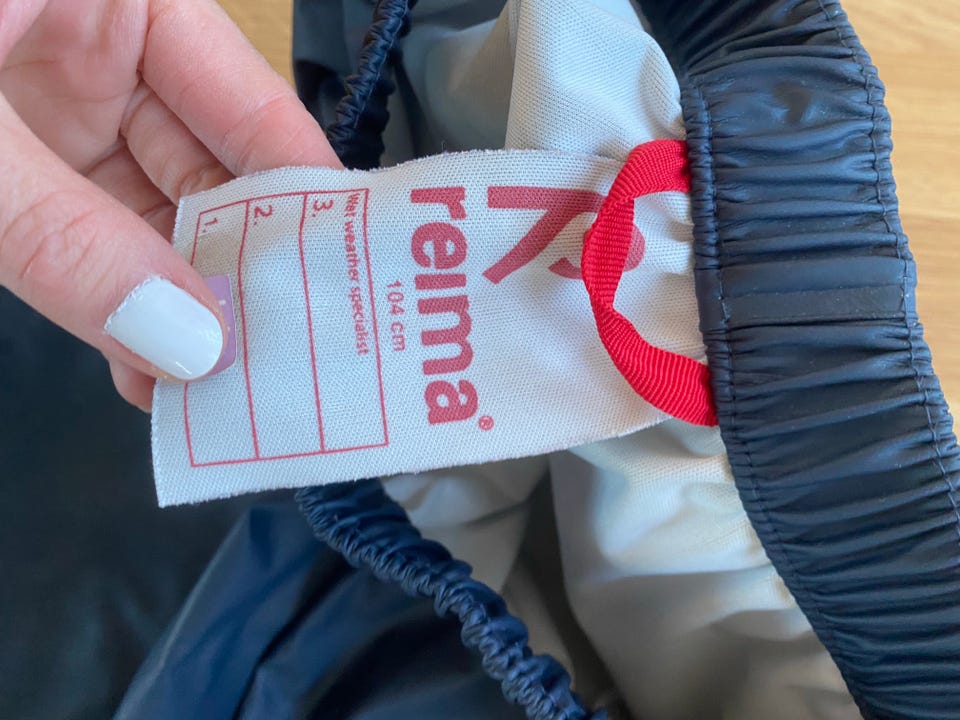 reima®
104 cm
Wet weather specialist
3.
2.
1.